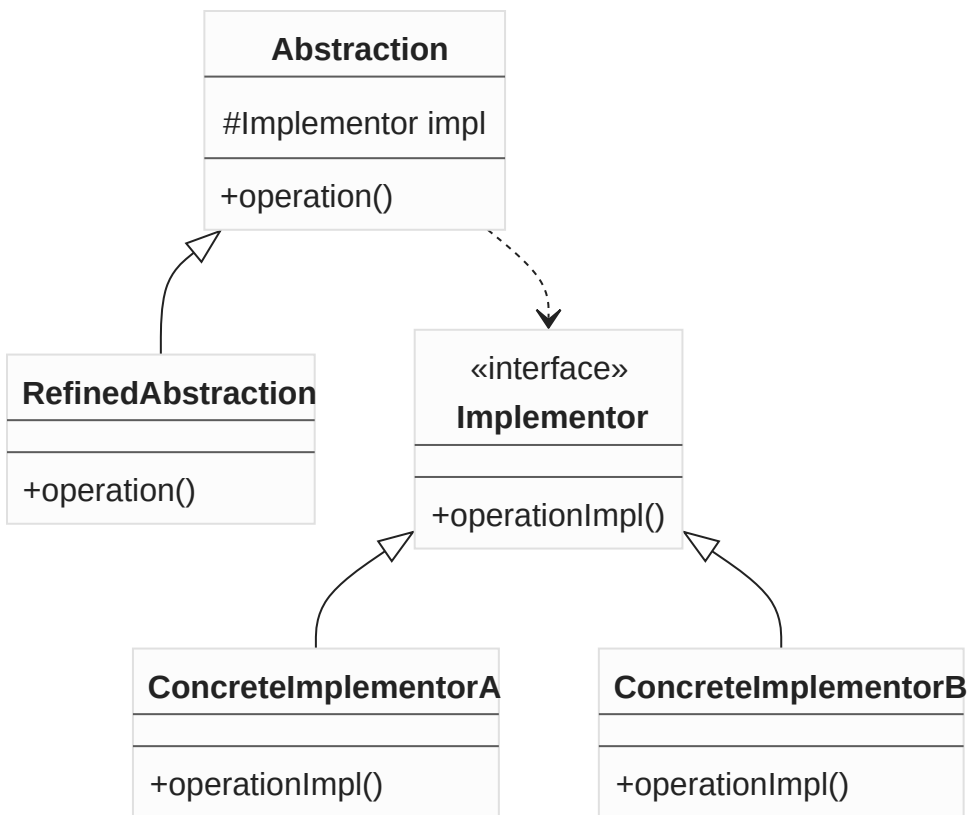 Abstraction
#Implementor impl
+operation()
RefinedAbstraction
+operation()
«interface»
Implementor
+operationImpl()
ConcreteImplementorA
+operationImpl()
ConcreteImplementorB
+operationImpl()